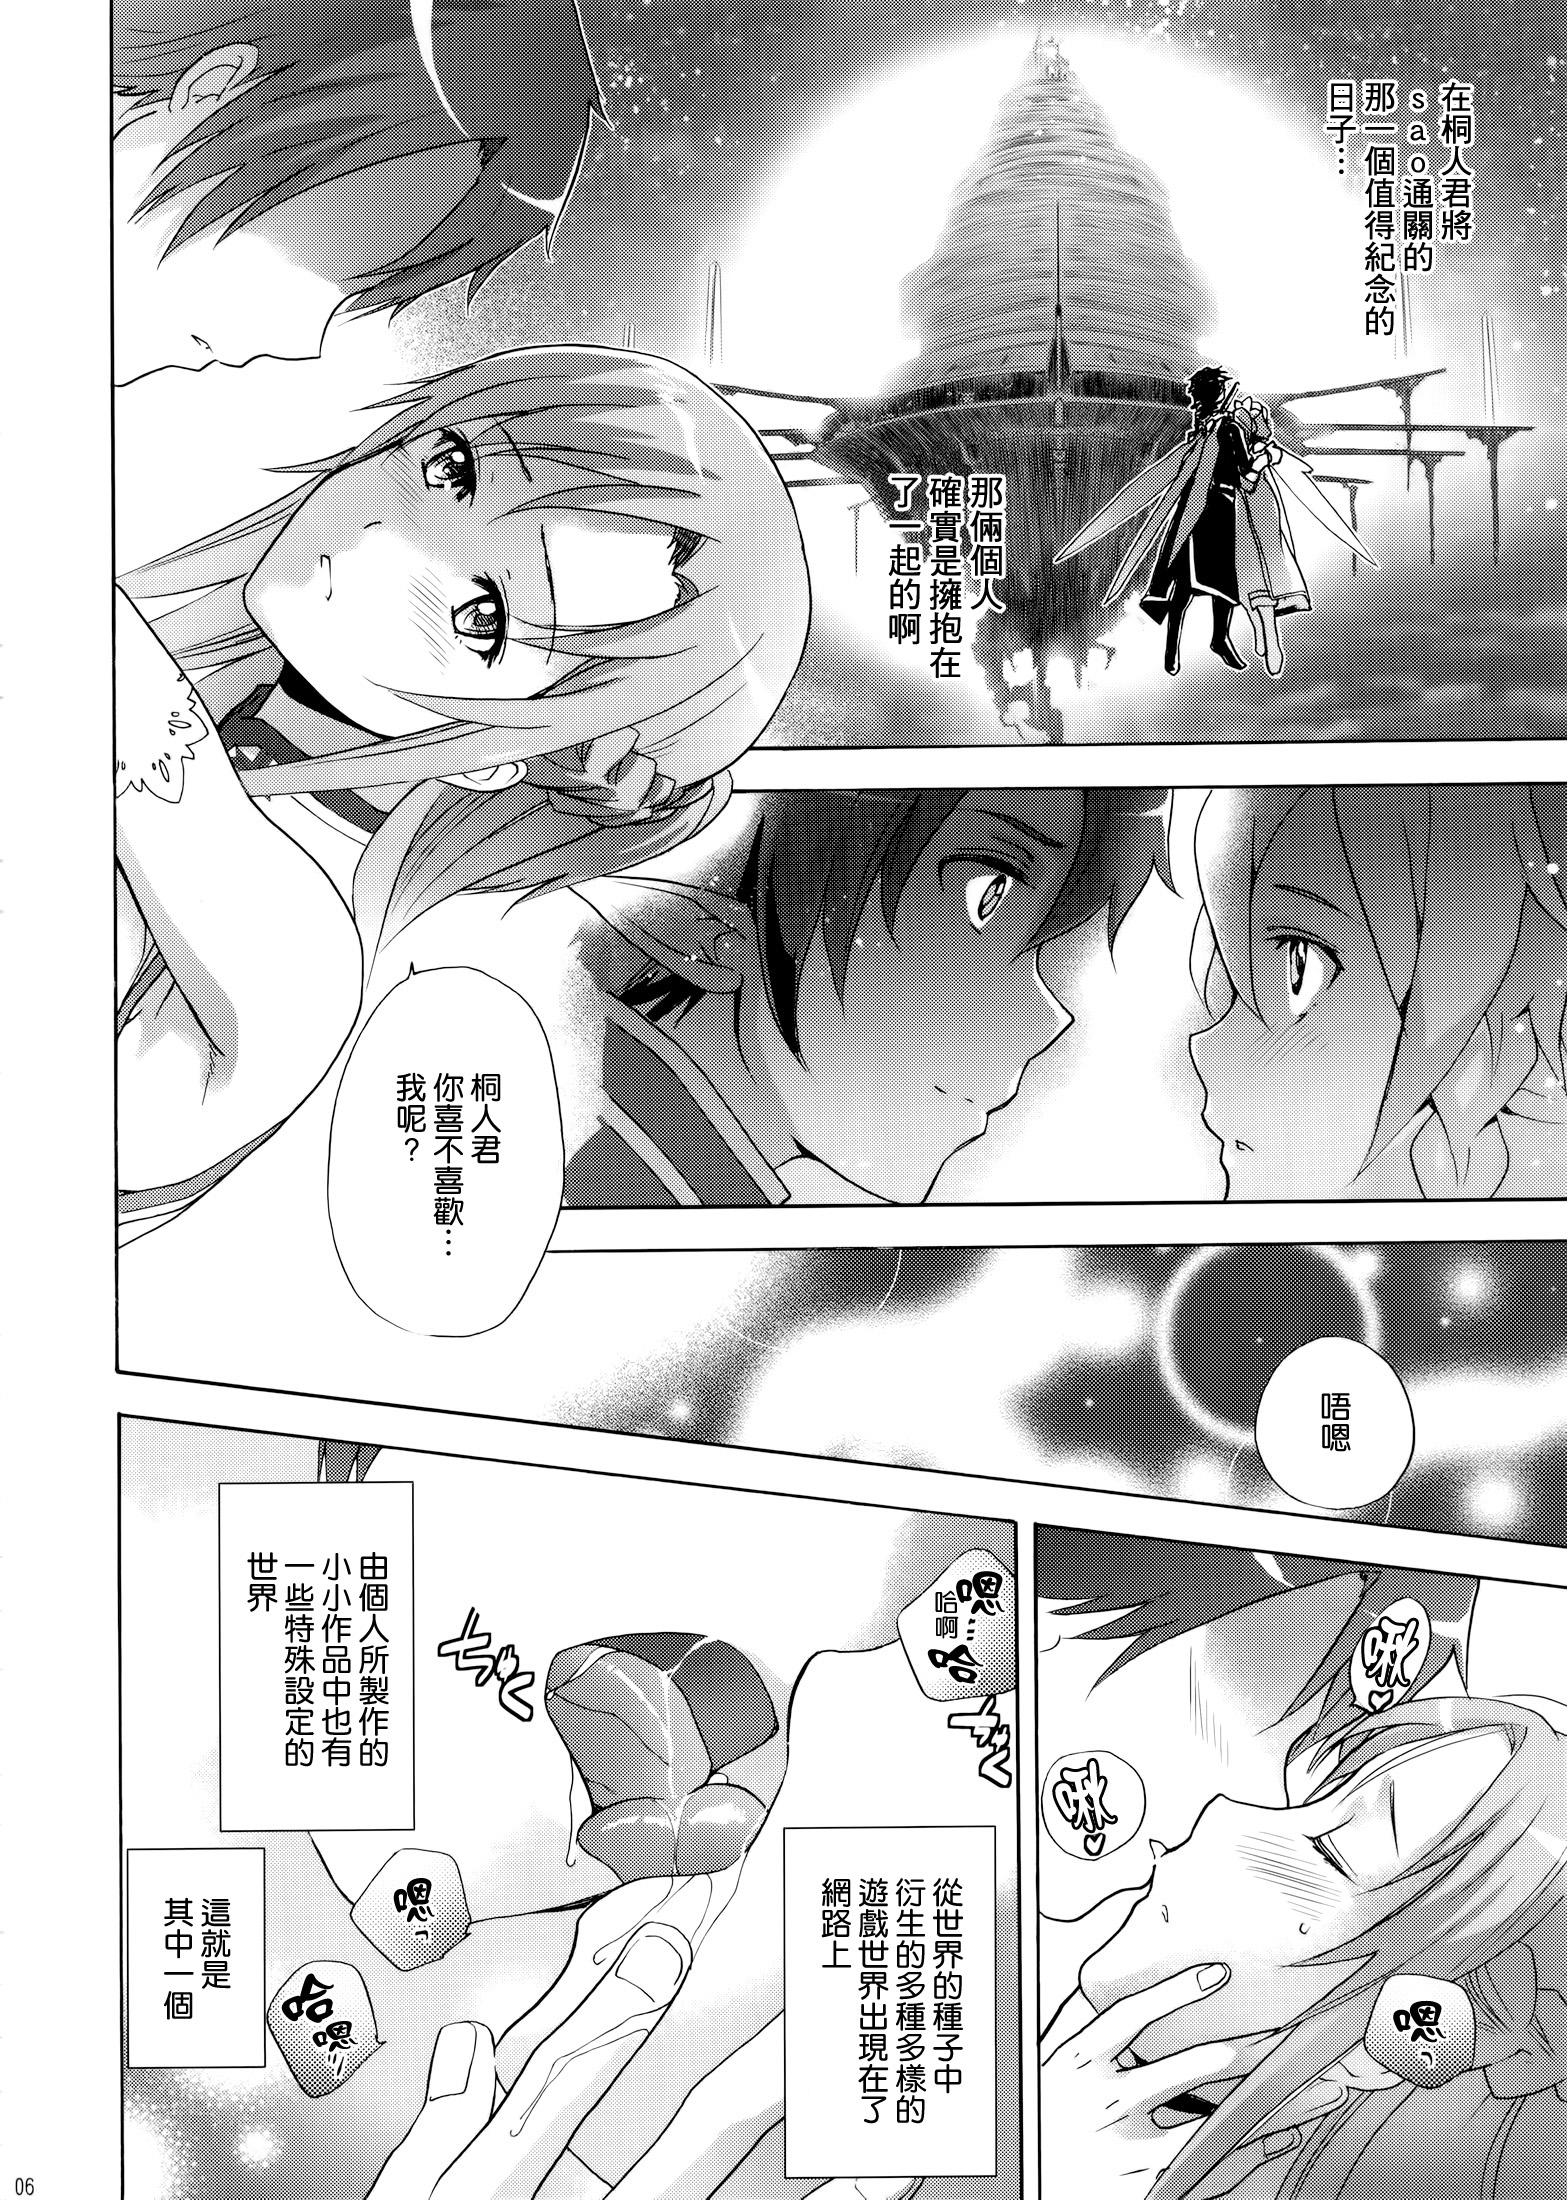 在桐人君將
sao通關的
那一個值得紀念的
日子…
那倆個人
確實是擁抱在
了一起的啊
桐人君
你喜不喜歡…
我呢?
唔嗯
啾♥
啾♥
嗯
從世界的種子中
衍生的多種多樣的
遊戲世界出現在了
網路上
嗯…哈
哈啊
ちゅく
ちゅく
由個人所製作的
小小作品中也有
一些特殊設定的
世界
嗯
哈嗯
這就是
其中一個
06